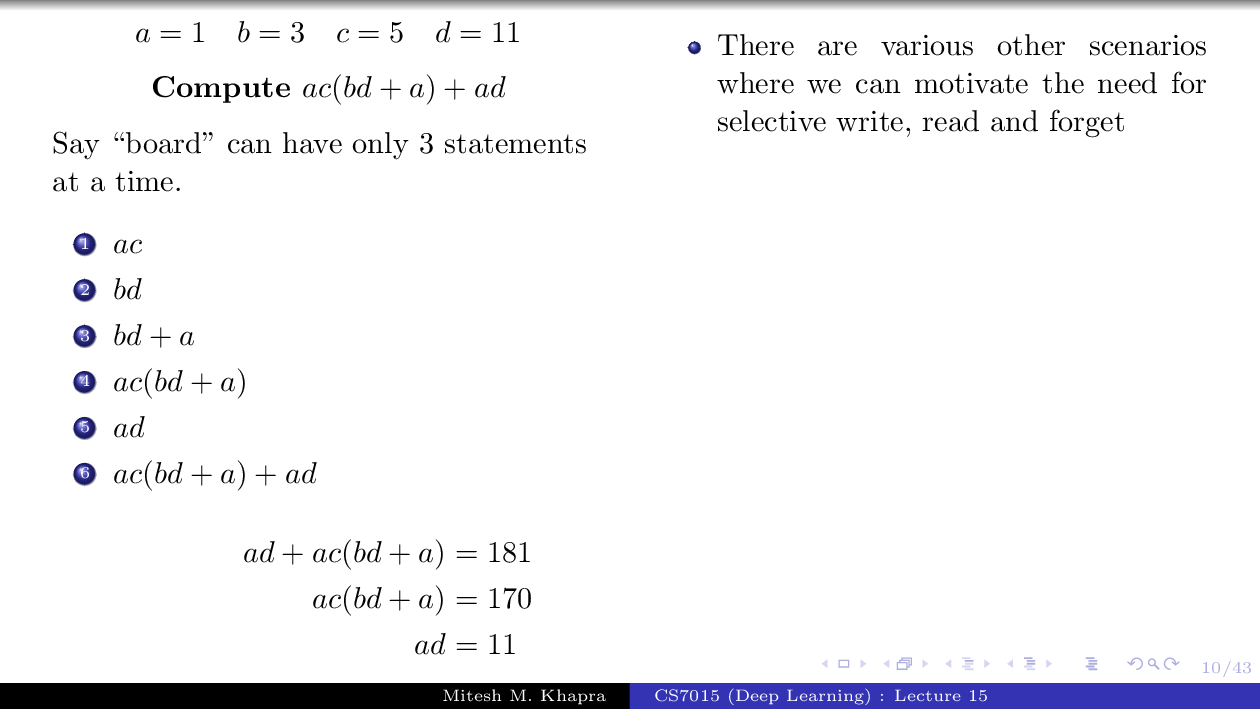 a = 1 b = 3 c = 5 d = 11
Compute ac(bd + a) + ad
Say “board” can have only 3 statements
at a time.
1 ac
2 bd
3 bd + a
4 ac(bd + a)
5 ad
6 ac(bd + a) + ad
ad + ac(bd + a) = 181
ac(bd + a) = 170
ad = 11
There are various other scenarios
where we can motivate the need for
selective write, read and forget
10/43
Mitesh M. Khapra
CS7015 (Deep Learning) : Lecture 15